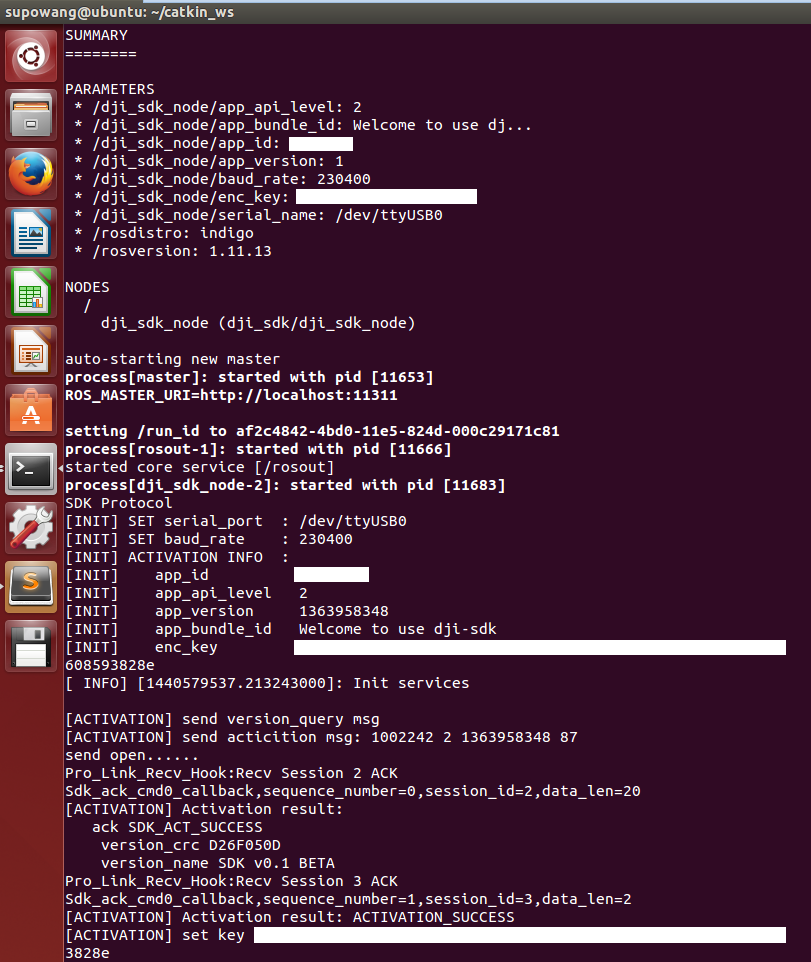 supowang@ubuntu: ~/catkin_ws
SUMMARY
========
PARAMETERS
* /dji_sdk_node/app_api_level: 2
* /dji_sdk_node/app_bundle_id: Welcome to use dj...
* /dji_sdk_node/app_id:
* /dji_sdk_node/app_version: 1
* /dji_sdk_node/baud_rate: 230400
* /dji_sdk_node/enc_key:
* /dji_sdk_node/serial_name: /dev/ttyUSB0
* /rosdistro: indigo
* /rosversion: 1.11.13
NODES
/
dji_sdk_node (dji_sdk/dji_sdk_node)
auto-starting new master
process[master]: started with pid [11653]
ROS_MASTER_URI=http://localhost:11311
setting /run_id to af2c4842-4bd0-11e5-824d-000c29171c81
process[rosout-1]: started with pid [11666]
started core service [/rosout]
process[dji_sdk_node-2]: started with pid [11683]
SDK Protocol
[INIT] SET serial_port : /dev/ttyUSB0
[INIT] SET baud_rate : 230400
[INIT] ACTIVATION INFO :
[INIT] app_id
[INIT] app_api_level 2
[INIT] app_version 1363958348
[INIT] app_bundle_id Welcome to use dji-sdk
[INIT] enc_key
608593828e
[ INFO] [1440579537.213243000]: Init services
[ACTIVATION] send version_query msg
[ACTIVATION] send acticition msg: 1002242 2 1363958348 87
send open......
Pro_Link_Recv_Hook:Recv Session 2 ACK
Sdk_ack_cmd0_callback,sequence_number=0,session_id=2,data_len=20
[ACTIVATION] Activation result:
ack SDK_ACT_SUCCESS
version_crc D26F050D
version_name SDK v0.1 BETA
Pro_Link_Recv_Hook:Recv Session 3 ACK
Sdk_ack_cmd0_callback,sequence_number=1,session_id=3,data_len=2
[ACTIVATION] Activation result: ACTIVATION_SUCCESS
[ACTIVATION] set key
3828e